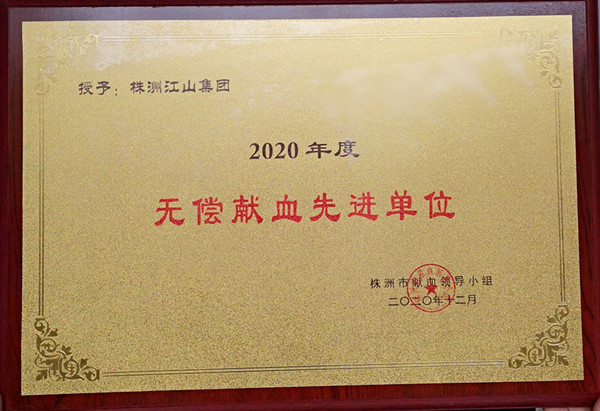 授予：株洲江山集团
2020年度
无偿献血先进单位
株洲市献血领导小组
二〇二〇年十二月